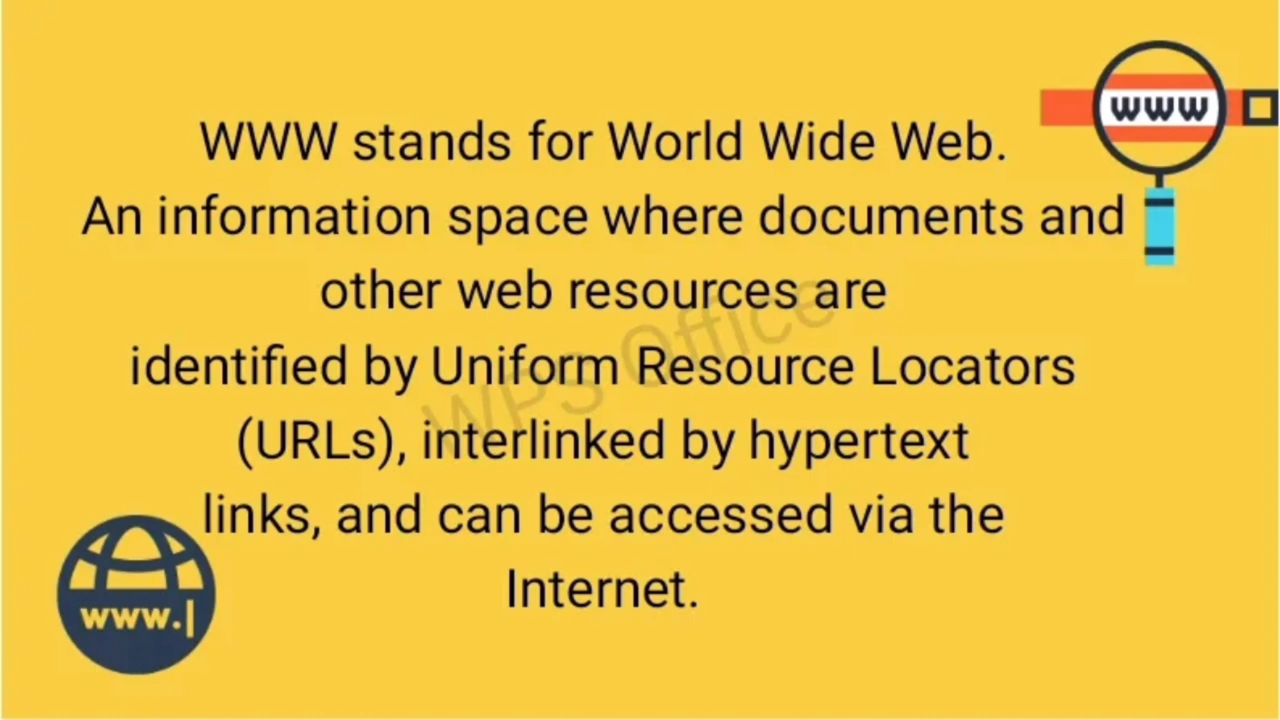 WWW
WWW stands for World Wide Web.
An information space where documents and
other web resources are
identified by Uniform Resource Locators
(URLs), interlinked by hypertext
links, and can be accessed via the
Internet.
WPS Office
www.|